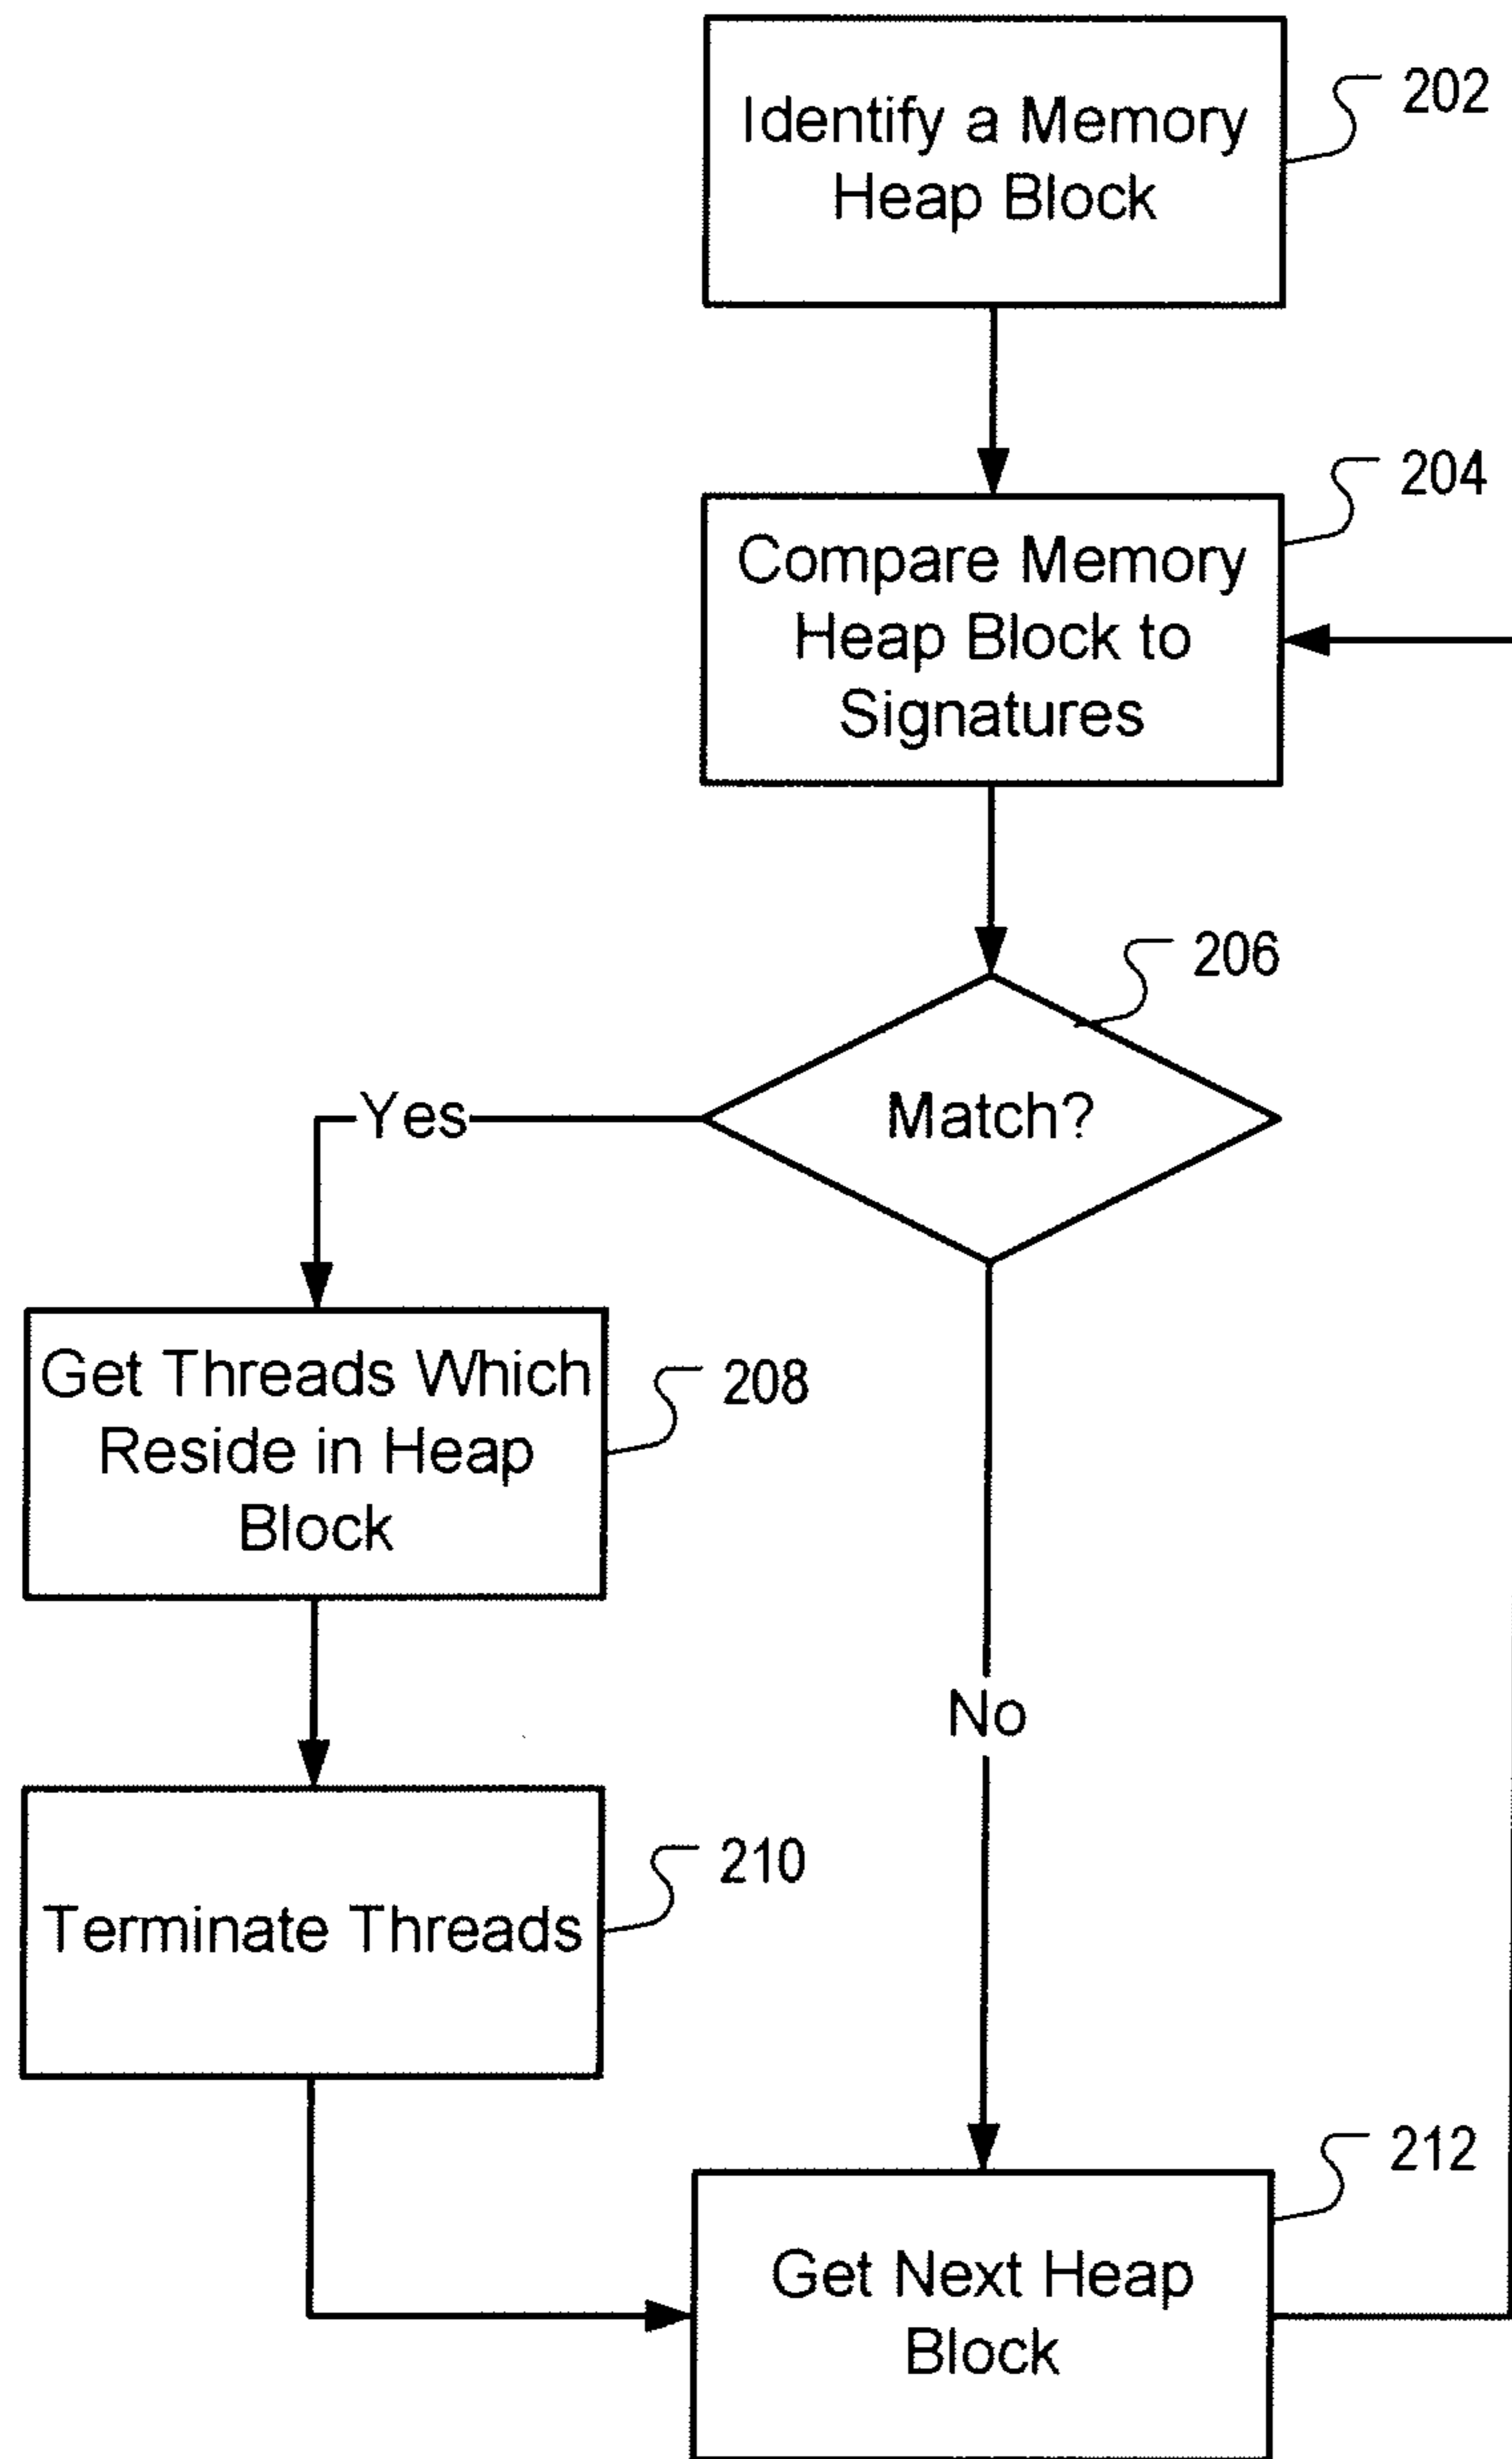 Identify a Memory
Heap Block
202
Compare Memory
Heap Block to
Signatures
204
206
Match?
Yes
Get Threads Which
Reside in Heap
Block
208
No
Terminate Threads
210
212
Get Next Heap
Block